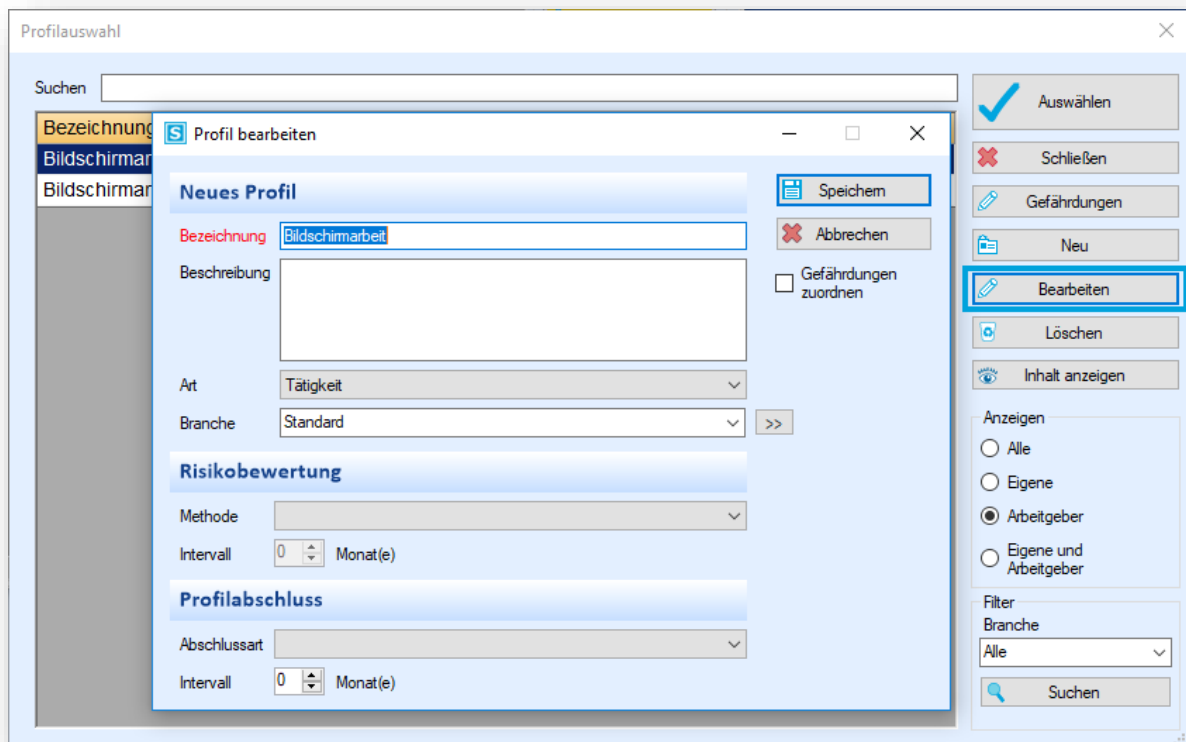 Profilauswahl
Suchen
Auswählen
Bezeichnung
Bildschirmar
Bildschirmar
Schließen
Gefährdungen
Neu
Bearbeiten
Löschen
Inhalt anzeigen
Anzeigen
Alle
Eigene
Arbeitgeber
Eigene und
Arbeitgeber
Filter
Branche
Alle
Suchen
S Profil bearbeiten
Neues Profil
Speichern
Bezeichnung Bildschirmarbeit
Abbrechen
Beschreibung
Gefährdungen
zuordnen
Art Tätigkeit
Branche Standard >>
Risikobewertung
Methode
Intervall 0 Monat(e)
Profilabschluss
Abschlussart
Intervall 0 Monat(e)